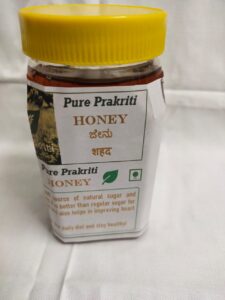 Pure Prakriti
HONEY
ಜೇನು
शहद
Pure Prakriti
HONEY
source of natural sugar and
better than regular sugar for
also helps in improving heart
daily diet and stay healthy